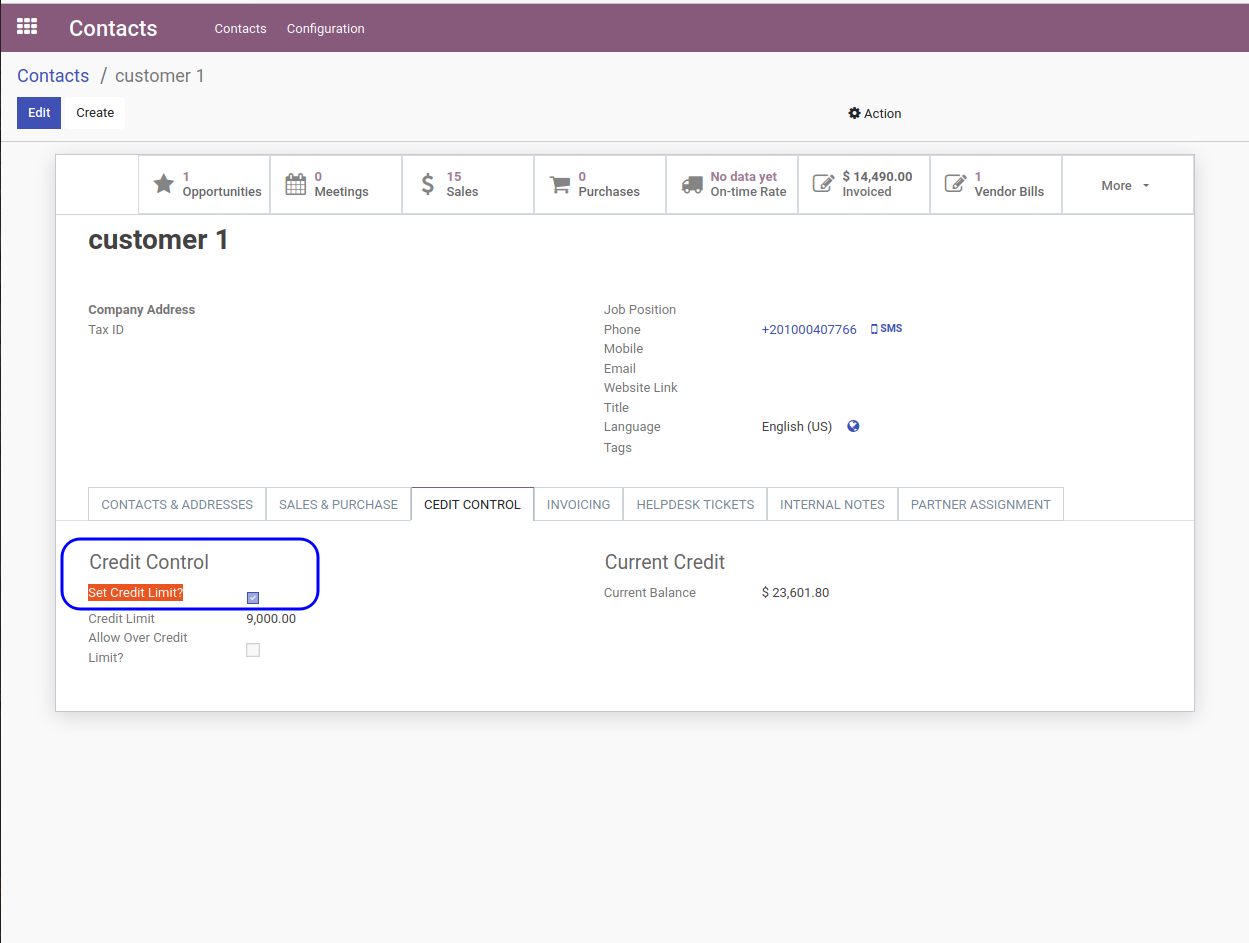 Contacts Contacts Configuration
Contacts / customer 1
Edit Create Action
1 Opportunities
0 Meetings
15 Sales
0 Purchases
No data yet On-time Rate
$ 14,490.00 Invoiced
1 Vendor Bills
More
customer 1
Company Address
Tax ID
Job Position
Phone +201000407766 SMS
Mobile
Email
Website Link
Title
Language English (US)
Tags
CONTACTS & ADDRESSES SALES & PURCHASE CEDIT CONTROL INVOICING HELPDESK TICKETS INTERNAL NOTES PARTNER ASSIGNMENT
Credit Control
Set Credit Limit?
Credit Limit 9,000.00
Allow Over Credit
Limit?
Current Credit
Current Balance $ 23,601.80